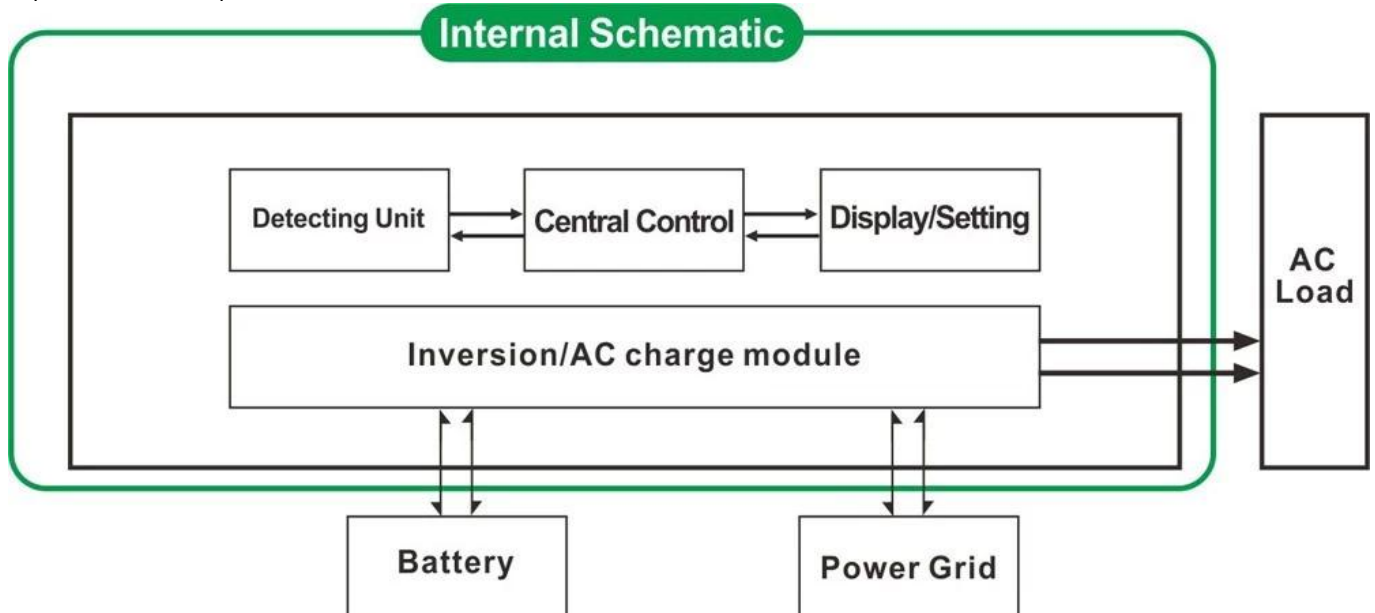 Internal Schematic
Detecting Unit
Central Control
Display/Setting
AC
Load
Inversion/AC charge module
Battery
Power Grid